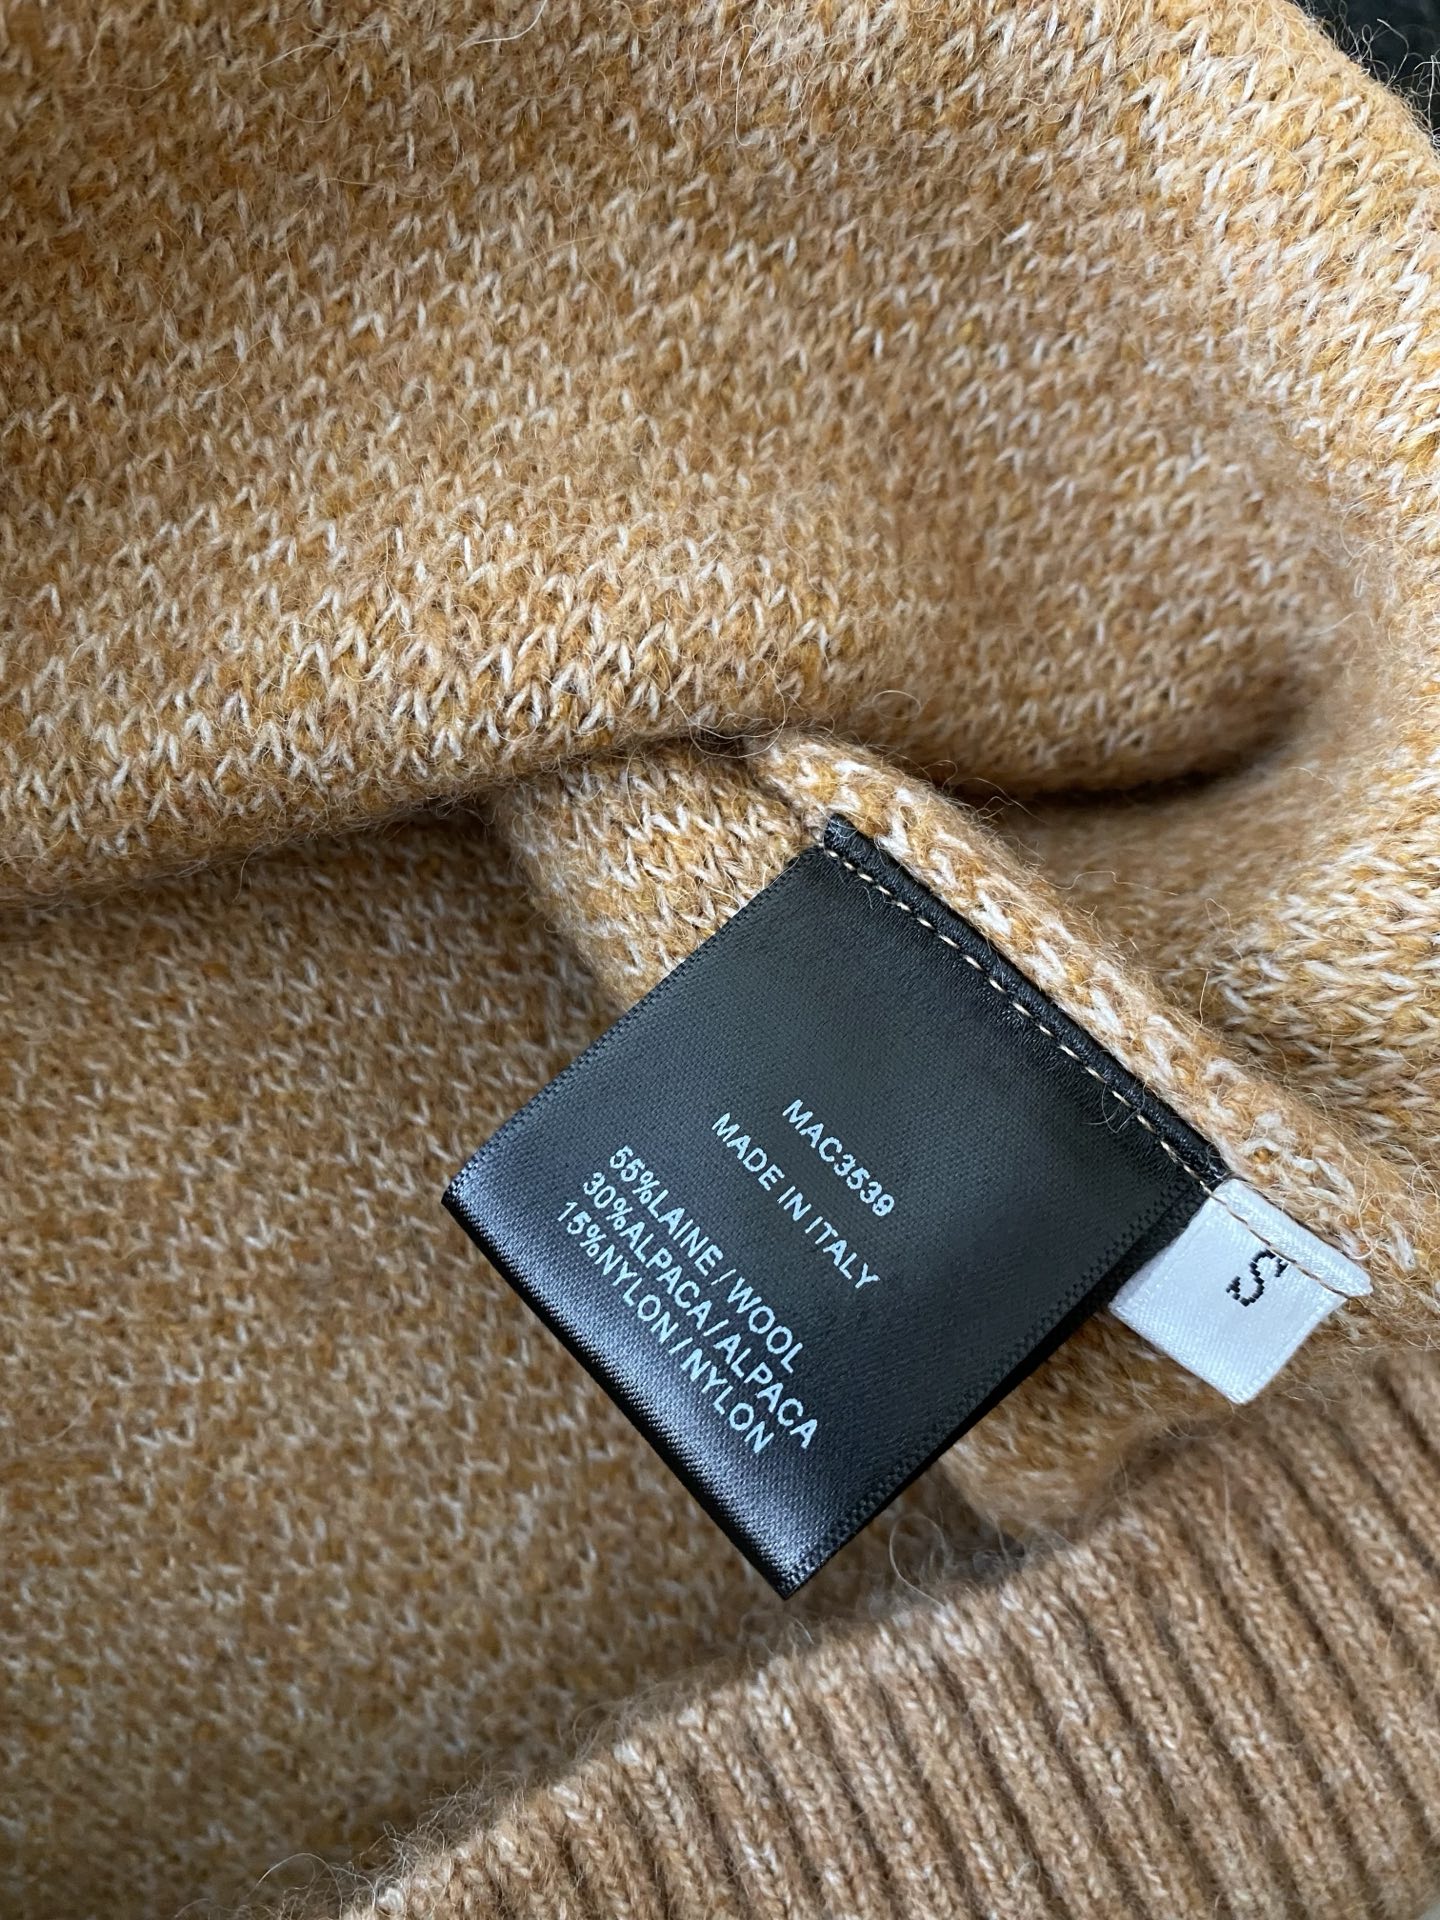 MAC3539
MADE IN ITALY
55%LAINE/WOOL
30%ALPACA/ALPACA
15%NYLON/NYLON
S